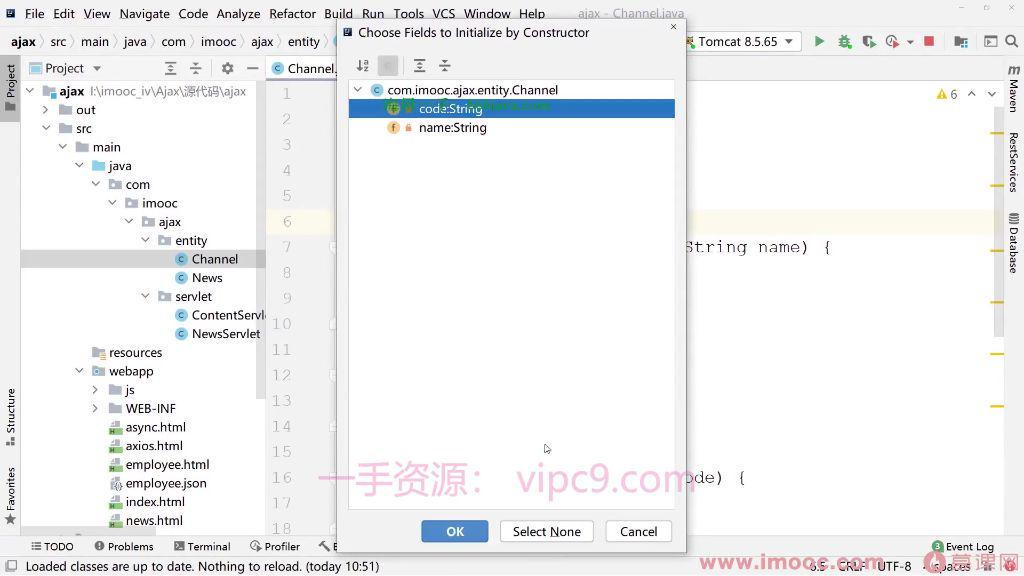 File Edit View Navigate Code Analyze Refactor Build Run Tools VCS Window Help ajax - Channel.java
Choose Fields to Initialize by Constructor
ajax src main java com imooc ajax entity
Tomcat 8.5.65
Project
Channel.
Project
ajax I:\imooc_iv\Ajax\源代码\ajax
out
src
main
java
com
imooc
ajax
entity
Channel
News
servlet
ContentServl
NewsServlet
resources
webapp
js
WEB-INF
async.html
axios.html
employee.html
employee.json
index.html
news.html
Structure
Favorites
1
2
3
4
5
6
7
8
9
10
11
12
13
14
15
16
17
18
com.imooc.ajax.entity.Channel
code:String
name:String
OK
Select None
Cancel
String name) {
ode) {
6
Maven
RestServices
Database
一手资源： vipc9.com
TODO Problems Terminal Profiler Event Log
Loaded classes are up to date. Nothing to reload. (today 10:51)
6:5 CRLF UTF-8 4 spaces
www.imooc.com 慕课网